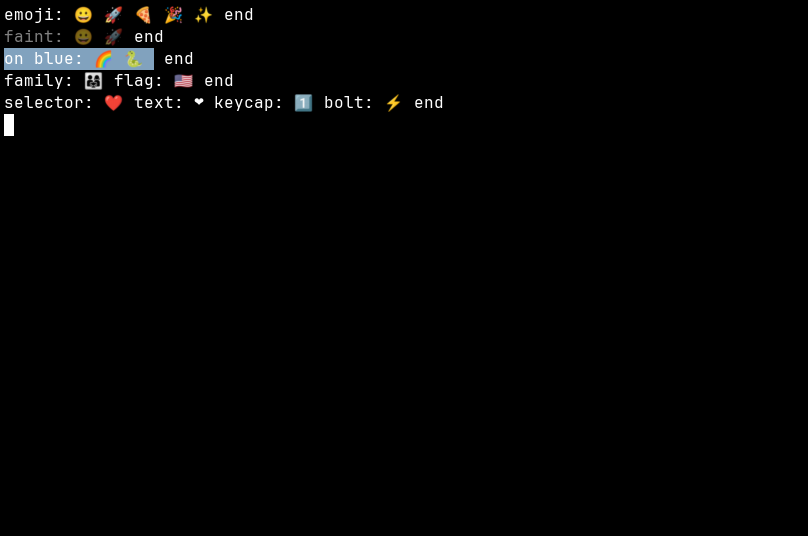 emoji: 😀 🚀 🍕 🎉 ✨ end
faint: 😀 🚀 end
on blue: 🌈 🐍 end
family: 👨‍👩‍👧 flag: 🇺🇸 end
selector: ❤️ text: ❤ keycap: 1️⃣ bolt: ⚡ end